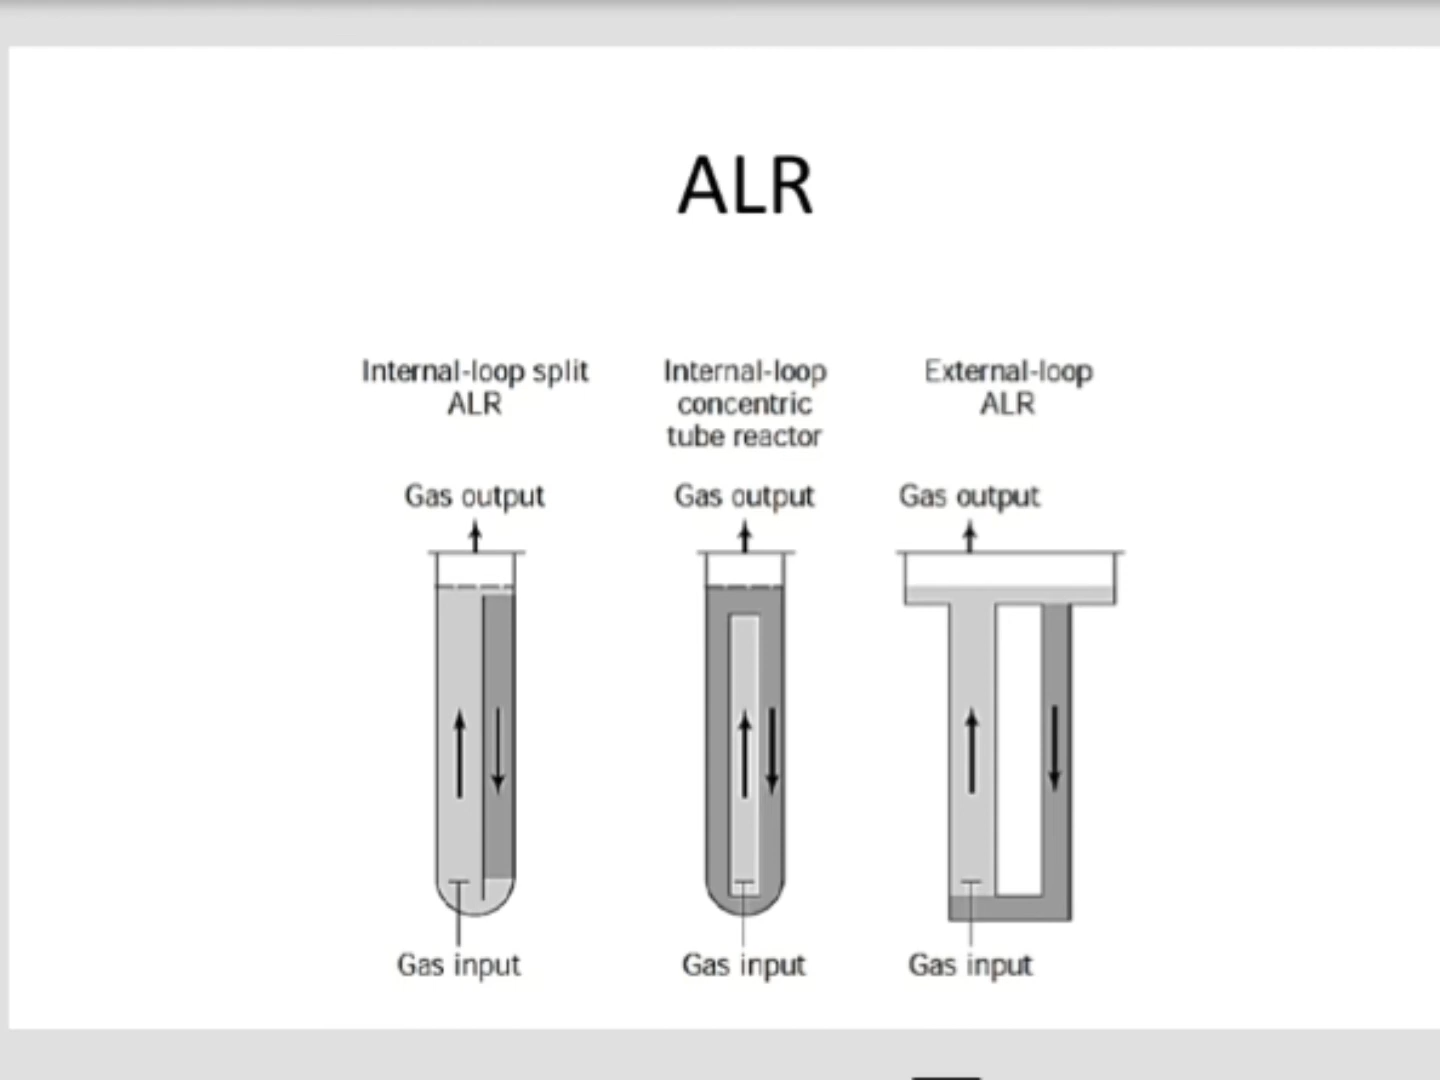 ALR
Internal-loop split
ALR
Internal-loop
concentric
tube reactor
External-loop
ALR
Gas output
Gas output
Gas output
Gas input
Gas input
Gas input